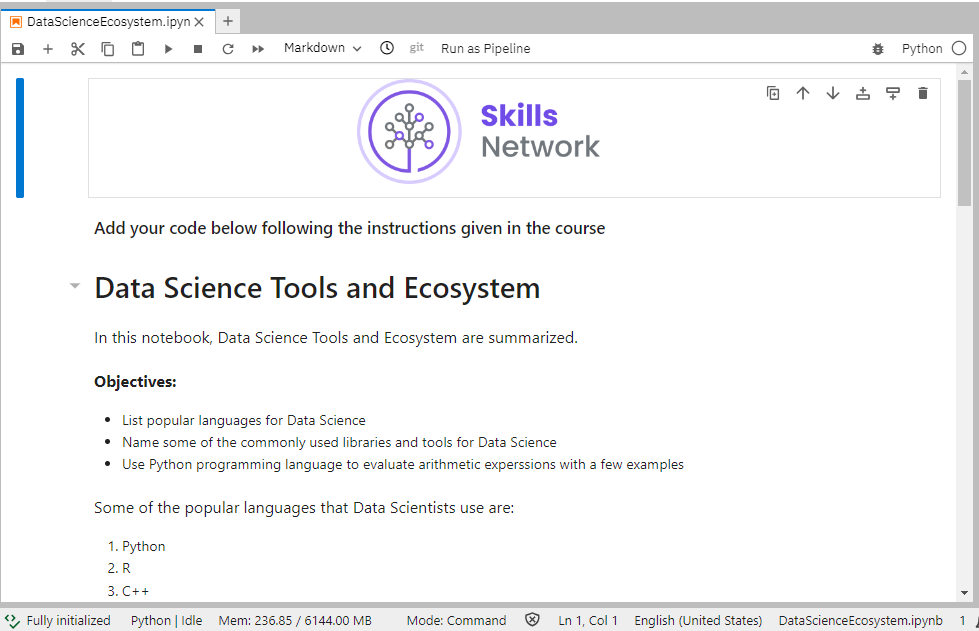 DataScienceEcosystem.ipyn
Markdown
git
Run as Pipeline
Python
Skills
Network
Add your code below following the instructions given in the course
Data Science Tools and Ecosystem
In this notebook, Data Science Tools and Ecosystem are summarized.
Objectives:
• List popular languages for Data Science
• Name some of the commonly used libraries and tools for Data Science
• Use Python programming language to evaluate arithmetic experssions with a few examples
Some of the popular languages that Data Scientists use are:
1. Python
2. R
3. C++
Fully initialized Python | Idle Mem: 236.85 / 6144.00 MB Mode: Command Ln 1, Col 1 English (United States) DataScienceEcosystem.ipynb 1